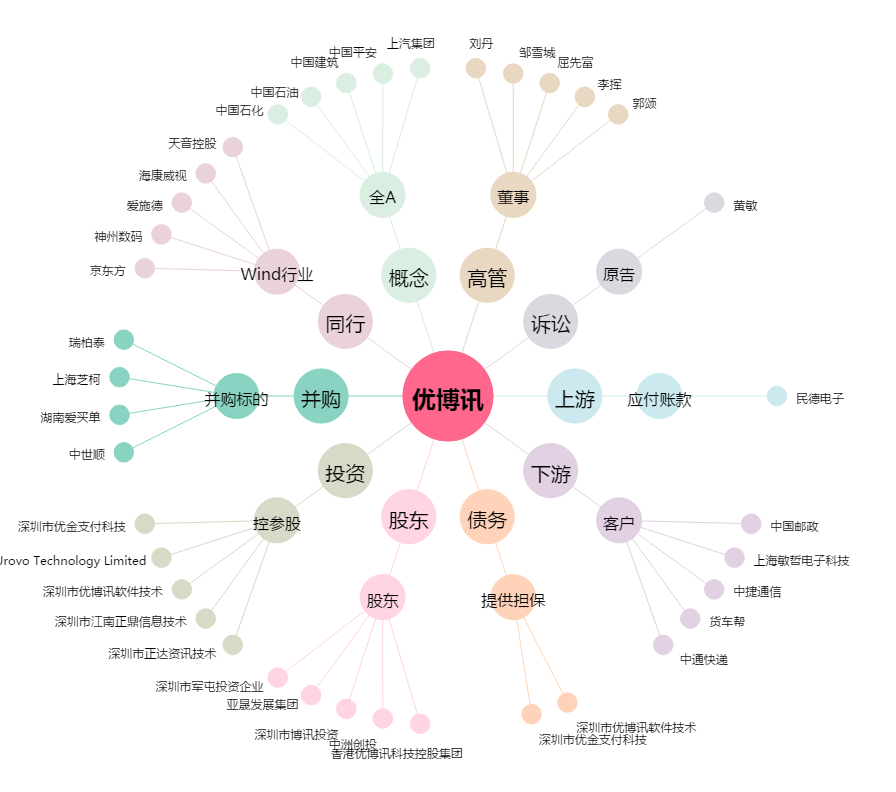 上汽集团
中国平安
中国建筑
中国石油
中国石化
刘丹
邹雪城
屈先富
李挥
郭颂
天音控股
海康威视
爱施德
神州数码
京东方
全A
董事
黄敏
Wind行业
概念
高管
原告
同行
诉讼
瑞柏泰
上海芝柯
湖南爱买单
中世顺
并购标的
并购
优博讯
上游
应付账款
民德电子
投资
下游
控参股
股东
债务
客户
深圳市优金支付科技
Urovo Technology Limited
深圳市优博讯软件技术
深圳市江南正鼎信息技术
深圳市正达资讯技术
中国邮政
上海敏哲电子科技
中捷通信
货车帮
中通快递
股东
提供担保
深圳市军屯投资企业
亚晟发展集团
深圳市博讯投资
中洲创投
香港优博讯科技控股集团
深圳市优博讯软件技术
深圳市优金支付科技